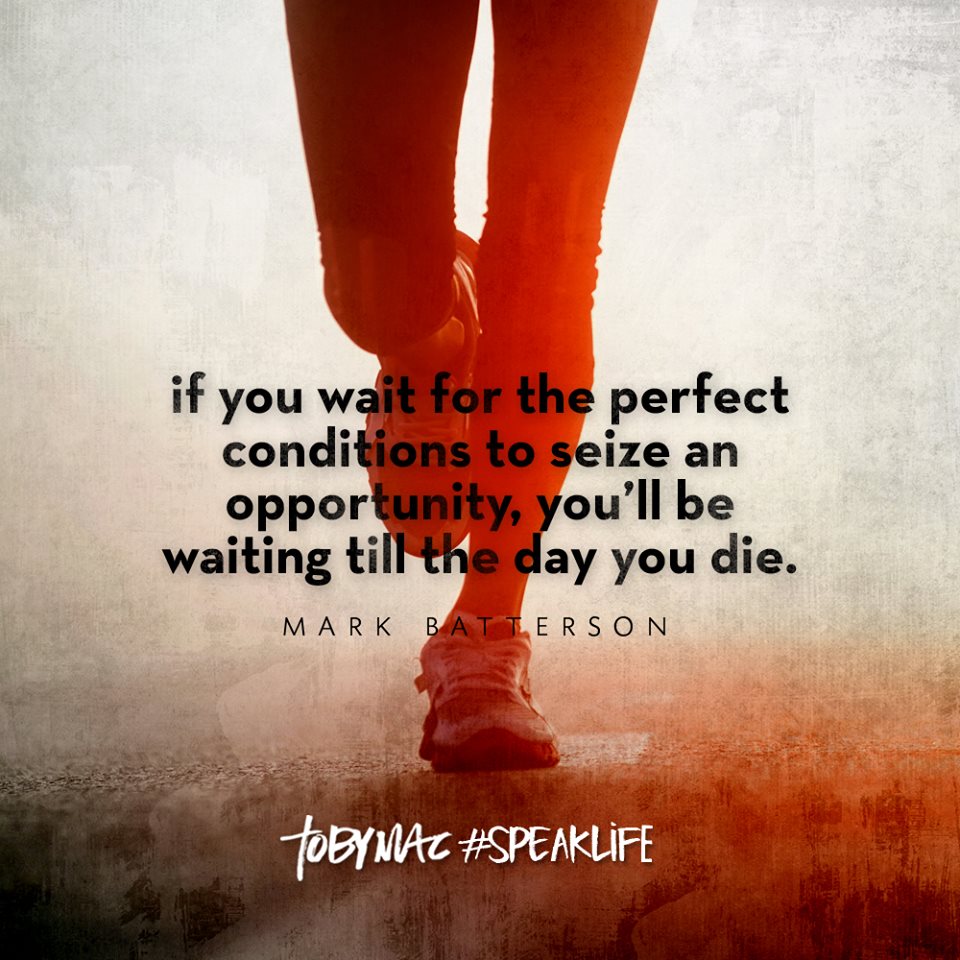 if you wait for the perfect
conditions to seize an
opportunity, you’ll be
waiting till the day you die.
MARK BATTERSON
TOBYMAC #SPEAKLIFE